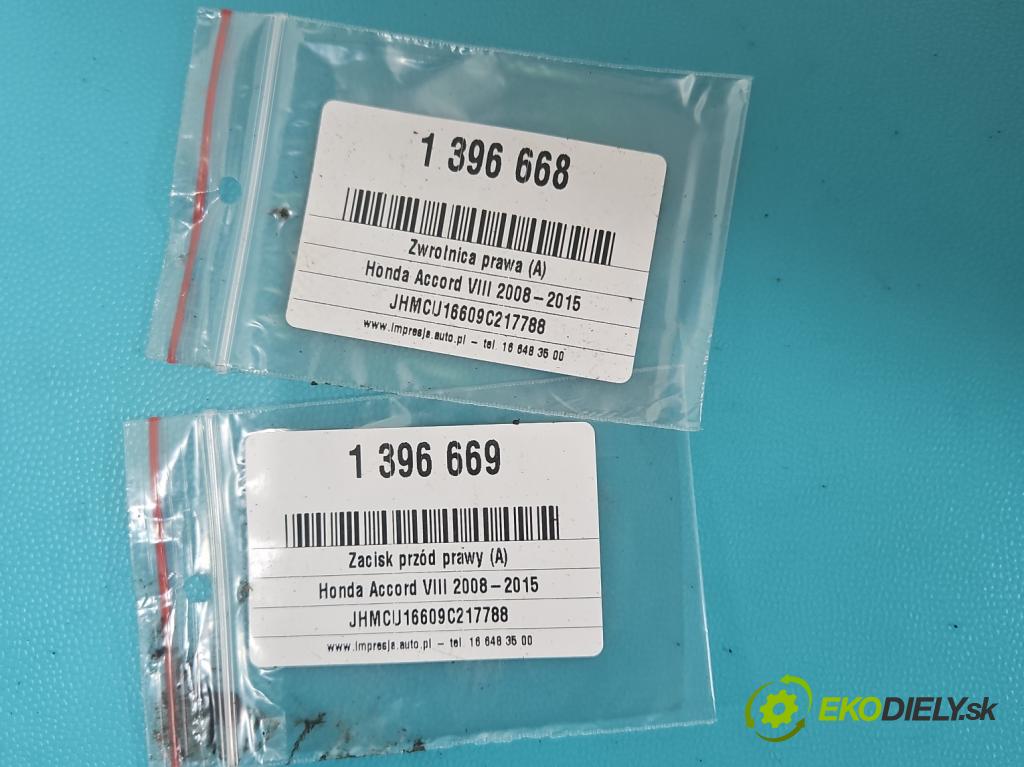 1 396 668
Zwrotnica prawa (A)
Honda Accord VIII 2008-2015
JHMCU16609C217788
www.impresja.auto.pl - tel. 16 648 35 00
1 396 669
Zacisk przód prawy (A)
Honda Accord VIII 2008-2015
JHMCU16609C217788
www.impresja.auto.pl - tel. 16 648 35 00
EKODIELY.sk